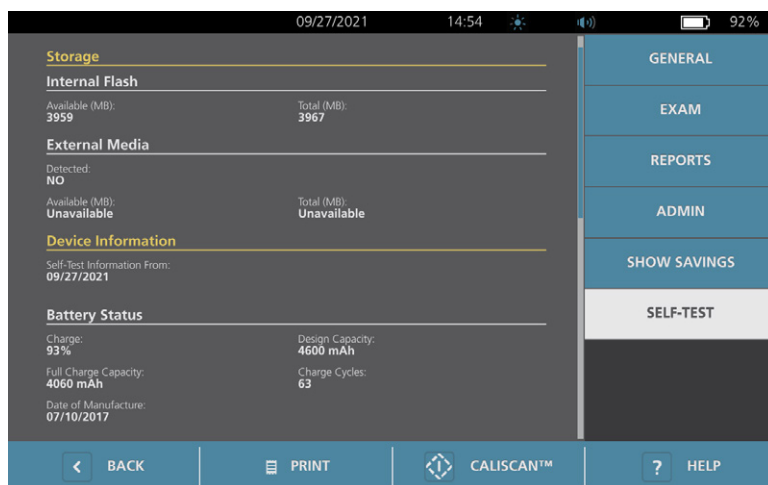 09/27/2021 14:54 92%
Storage
Internal Flash
Available (MB): Total (MB):
3959 3967
External Media
Detected:
NO
Available (MB): Total (MB):
Unavailable Unavailable
Device Information
Self-Test Information From:
09/27/2021
Battery Status
Charge: Design Capacity:
93% 4600 mAh
Full Charge Capacity: Charge Cycles:
4060 mAh 63
Date of Manufacture:
07/10/2017
GENERAL
EXAM
REPORTS
ADMIN
SHOW SAVINGS
SELF-TEST
BACK PRINT CALISCAN™ ? HELP